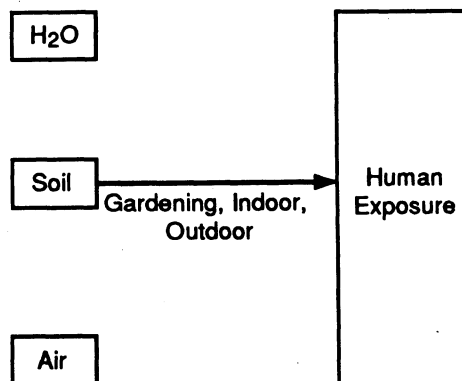 H₂O
Soil
Gardening, Indoor,
Outdoor
Human
Exposure
Air